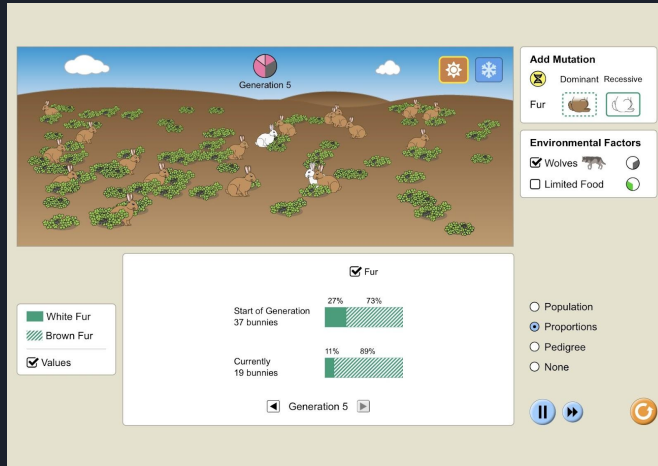 Generation 5
Add Mutation
Dominant Recessive
Fur
Environmental Factors
Wolves
Limited Food
Fur
27% 73%
Start of Generation
37 bunnies
11% 89%
Currently
19 bunnies
Generation 5
White Fur
Brown Fur
Values
Population
Proportions
Pedigree
None